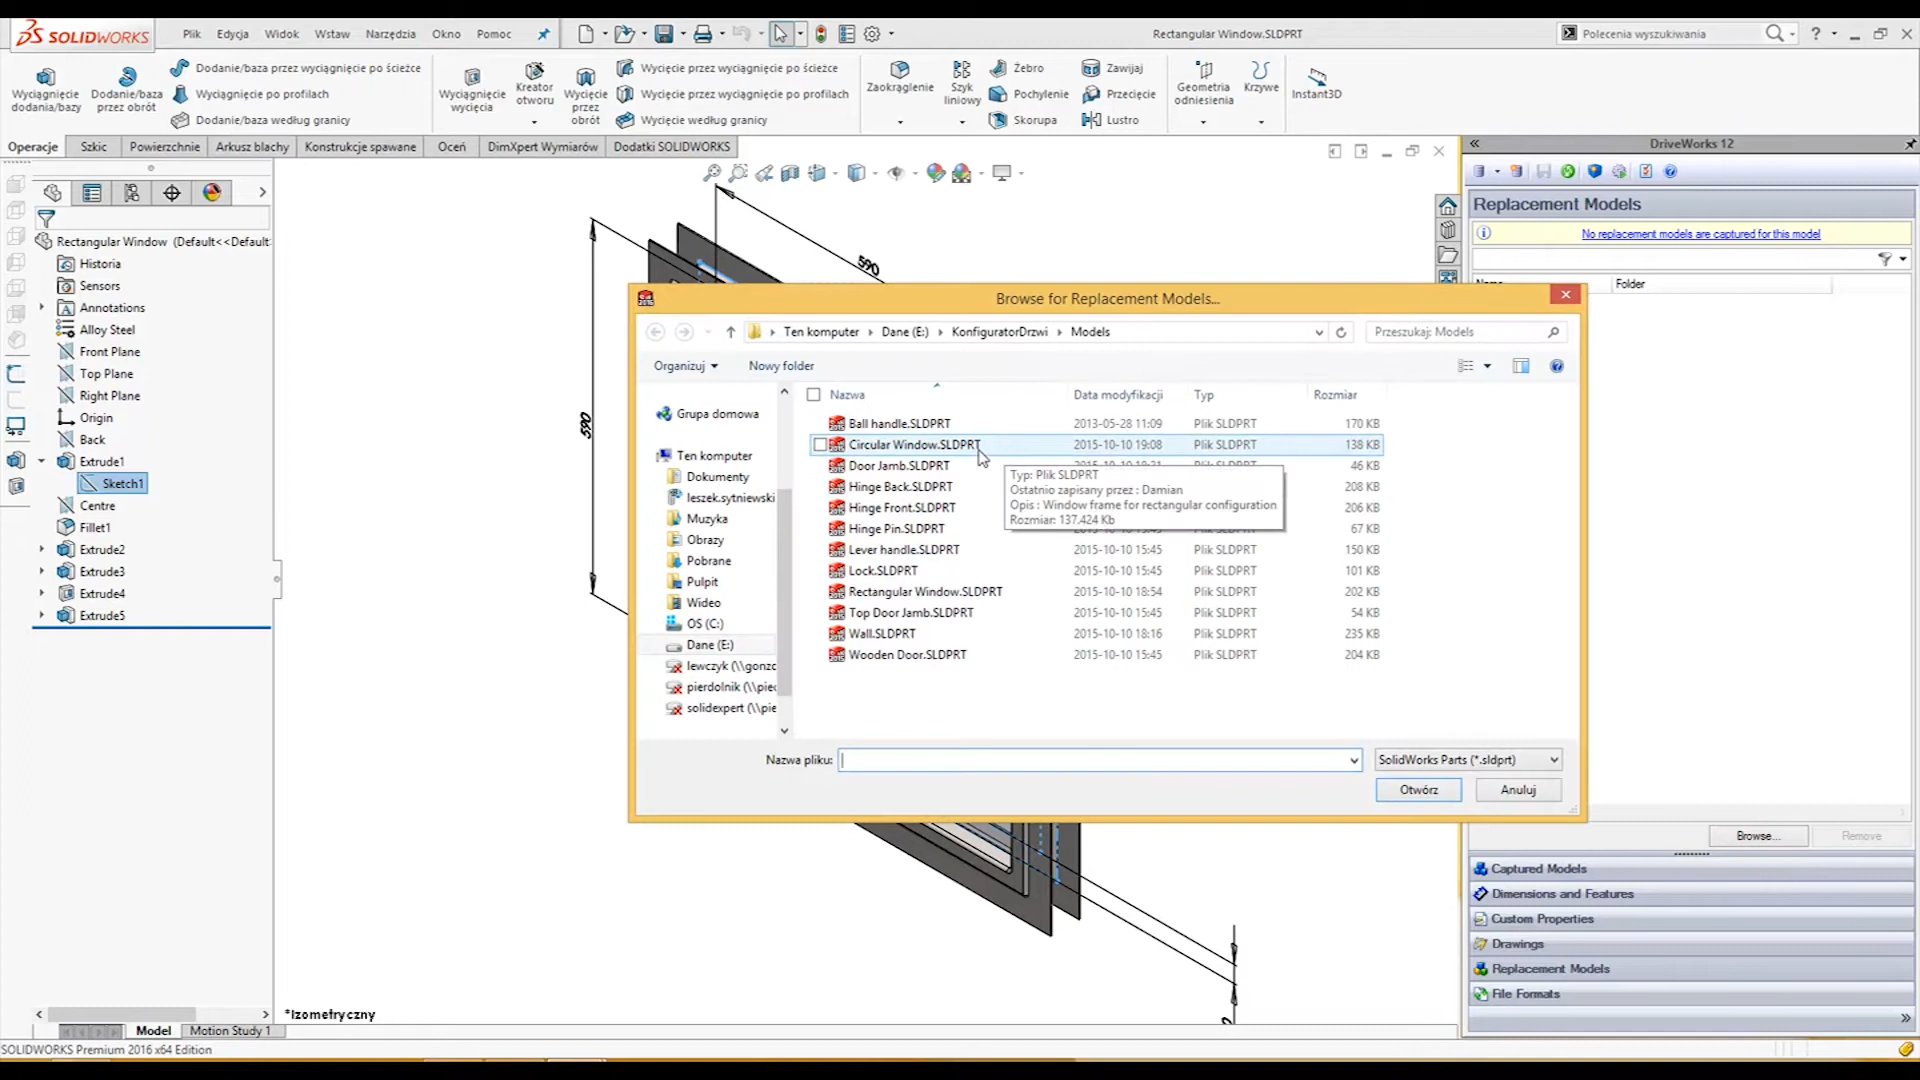 SOLIDWORKS Plik Edycja Widok Wstaw Narzędzia Okno Pomoc Rectangular Window.SLDPRT Polecenia wyszukiwania
Wyciągnięcie dodania/bazy
Dodanie/baza przez obrót
Dodanie/baza przez wyciągnięcie po ścieżce
Wyciągnięcie po profilach
Dodanie/baza według granicy
Wyciągnięcie wycięcia
Kreator otworu
Wycięcie przez obrót
Wycięcie przez wyciągnięcie po ścieżce
Wycięcie przez wyciągnięcie po profilach
Wycięcie według granicy
Zaokrąglenie
Szyk liniowy
Żebro
Pochylenie
Skorupa
Zawijaj
Przecięcie
Lustro
Geometria odniesienia
Krzywe
Instant3D
Operacje Szkic Powierzchnie Arkusz blachy Konstrukcje spawane Oceń DimXpert Wymiarów Dodatki SOLIDWORKS
Rectangular Window (Default<<Default
Historia
Sensors
Annotations
Alloy Steel
Front Plane
Top Plane
Right Plane
Origin
Back
Extrude1
Sketch1
Centre
Fillet1
Extrude2
Extrude3
Extrude4
Extrude5
590
590
*Izometryczny
Browse for Replacement Models...
Ten komputer Dane (E:) KonfiguratorDrzwi Models
Przeszukaj: Models
Organizuj Nowy folder
Grupa domowa
Ten komputer
Dokumenty
leszek.sytniewski
Muzyka
Obrazy
Pobrane
Pulpit
Wideo
OS (C:)
Dane (E:)
lewczyk (\\gonzc
pierdolnik (\\piec
solidexpert (\\pie
Nazwa Data modyfikacji Typ Rozmiar
Ball handle.SLDPRT 2013-05-28 11:09 Plik SLDPRT 170 KB
Circular Window.SLDPRT 2015-10-10 19:08 Plik SLDPRT 138 KB
Door Jamb.SLDPRT Plik SLDPRT 46 KB
Hinge Back.SLDPRT 208 KB
Hinge Front.SLDPRT 206 KB
Hinge Pin.SLDPRT Plik SLDPRT 67 KB
Lever handle.SLDPRT 2015-10-10 15:45 Plik SLDPRT 150 KB
Lock.SLDPRT 2015-10-10 15:45 Plik SLDPRT 101 KB
Rectangular Window.SLDPRT 2015-10-10 18:54 Plik SLDPRT 202 KB
Top Door Jamb.SLDPRT 2015-10-10 15:45 Plik SLDPRT 54 KB
Wall.SLDPRT 2015-10-10 18:16 Plik SLDPRT 235 KB
Wooden Door.SLDPRT 2015-10-10 15:45 Plik SLDPRT 204 KB
Typ: Plik SLDPRT
Ostatnio zapisany przez : Damian
Opis : Window frame for rectangular configuration
Rozmiar: 137.424 Kb
Nazwa pliku: SolidWorks Parts (*.sldprt)
Otwórz Anuluj
DriveWorks 12
Replacement Models
No replacement models are captured for this model
Name Folder
Browse... Remove
Captured Models
Dimensions and Features
Custom Properties
Drawings
Replacement Models
File Formats
Model Motion Study 1
SOLIDWORKS Premium 2016 x64 Edition